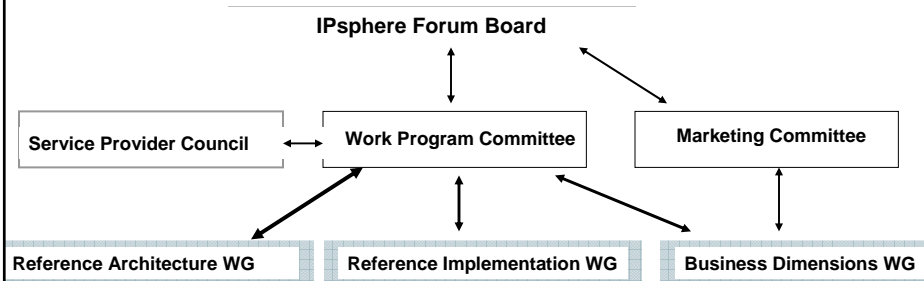 IPsphere Forum Board
Service Provider Council
Work Program Committee
Marketing Committee
Reference Architecture WG
Reference Implementation WG
Business Dimensions WG